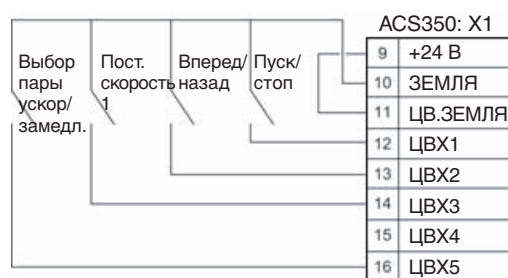 ACS350: X1
Выбор
пары
ускор/
замедл.
Пост.
скорость
1
Вперед/
назад
Пуск/
стоп
9 +24 В
10 ЗЕМЛЯ
11 ЦВ.ЗЕМЛЯ
12 ЦВХ1
13 ЦВХ2
14 ЦВХ3
15 ЦВХ4
16 ЦВХ5